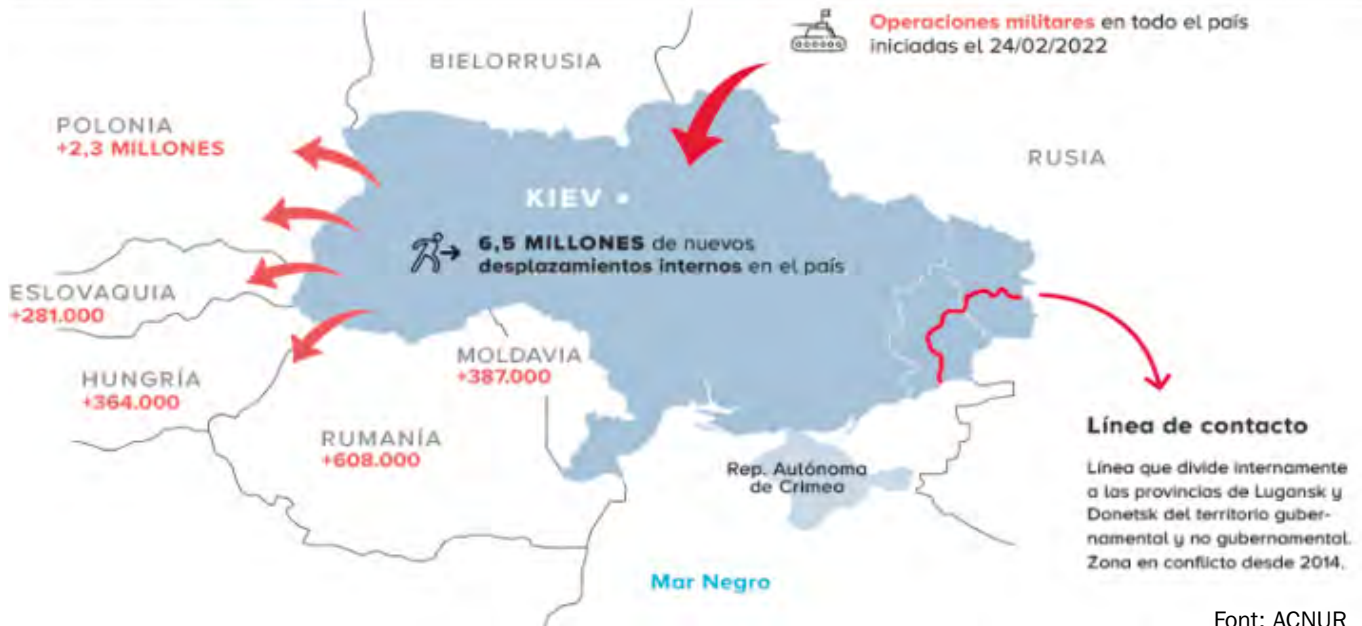 Operaciones militares en todo el país
iniciadas el 24/02/2022
BIELORRUSIA
POLONIA
+2,3 MILLONES
RUSIA
KIEV
6,5 MILLONES de nuevos
desplazamientos internos en el país
ESLOVAQUIA
+281.000
MOLDAVIA
+387.000
HUNGRÍA
+364.000
RUMANÍA
+608.000
Rep. Autónoma
de Crimea
Mar Negro
Línea de contacto
Línea que divide internamente
a las provincias de Lugansk y
Donetsk del territorio guber-
namental y no gubernamental.
Zona en conflicto desde 2014.
Font: ACNUR